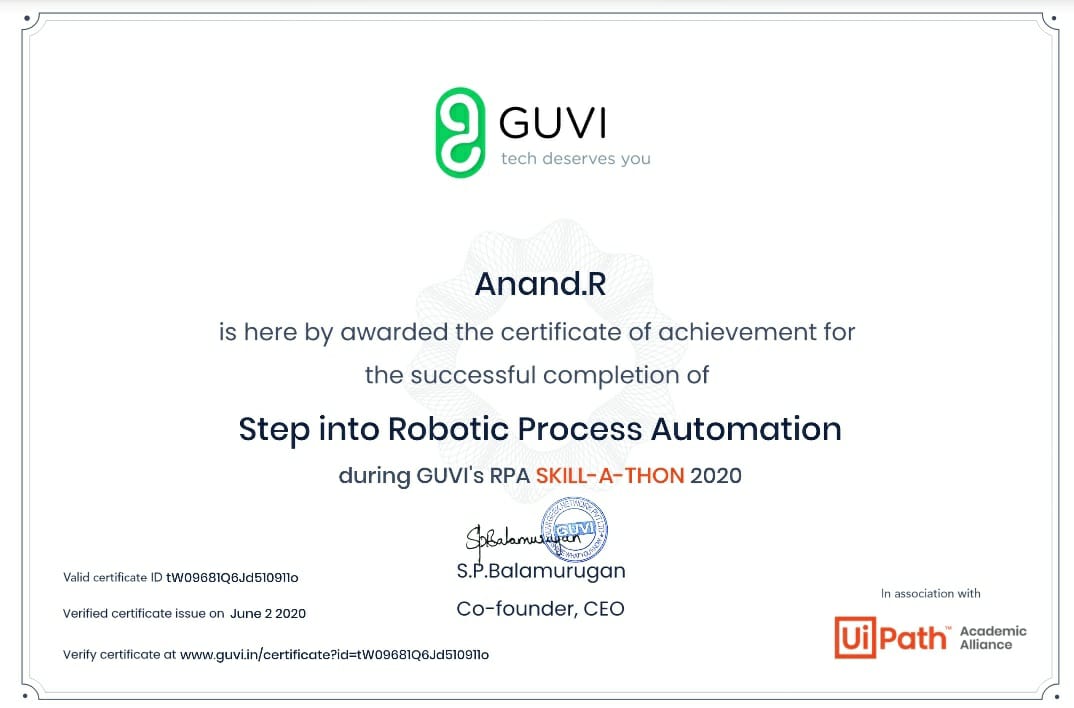 GUVI
tech deserves you
Anand.R
is here by awarded the certificate of achievement for
the successful completion of
Step into Robotic Process Automation
during GUVI's RPA SKILL-A-THON 2020
SpBalamurugan
GUVI
S.P.Balamurugan
Co-founder, CEO
Valid certificate ID tW09681Q6Jd510911o
Verified certificate issue on June 2 2020
Verify certificate at www.guvi.in/certificate?id=tW09681Q6Jd510911o
In association with
UiPath™ Academic
Alliance